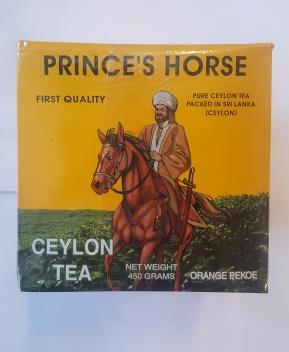 PRINCE'S HORSE
FIRST QUALITY
PURE CEYLON TEA
PACKED IN SRI LANKA
(CEYLON)
CEYLON
TEA
NET WEIGHT
450 GRAMS
ORANGE PEKOE